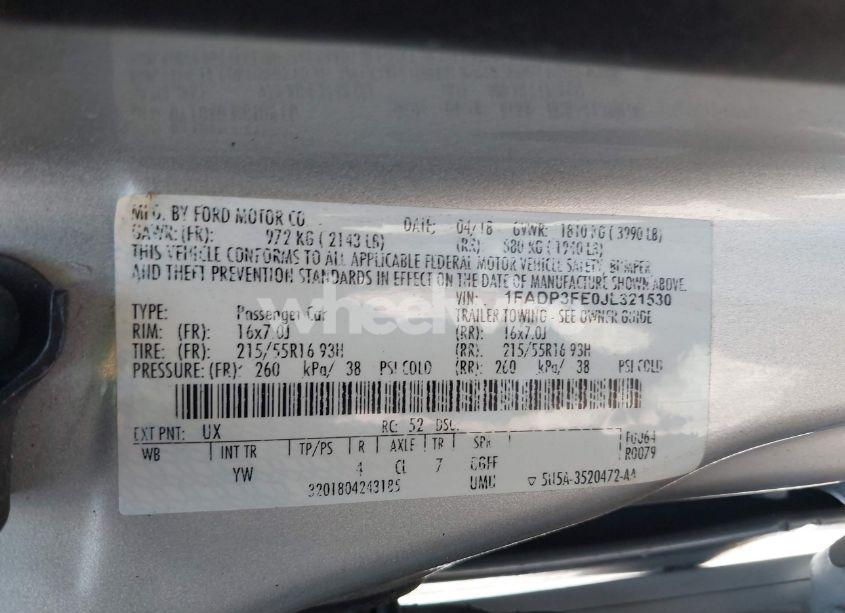 MFG. BY FORD MOTOR CO. DATE: 04/18 GVWR: 1810 KG ( 3990 LB)
GAWR: (FR): 972 KG ( 2143 LB) (RR): 880 KG ( 1940 LB)
THIS VEHICLE CONFORMS TO ALL APPLICABLE FEDERAL MOTOR VEHICLE SAFETY, BUMPER
AND THEFT PREVENTION STANDARDS IN EFFECT ON THE DATE OF MANUFACTURE SHOWN ABOVE.
VIN: 1FADP3FE0JL321530
TYPE: Passenger Car TRAILER TOWING - SEE OWNER GUIDE
RIM: (FR): 16x7.0J (RR): 16x7.0J
TIRE: (FR): 215/55R16 93H (RR): 215/55R16 93H
PRESSURE: (FR): 260 kPa/ 38 PSI COLD (RR): 260 kPa/ 38 PSI COLD
EXT PNT: UX RC: 52 DSO: F0064
WB INT TR TP/PS R AXLE TR SPR R0079
YW 4 CL 7
3201804243185 5U5A-3520472-AA